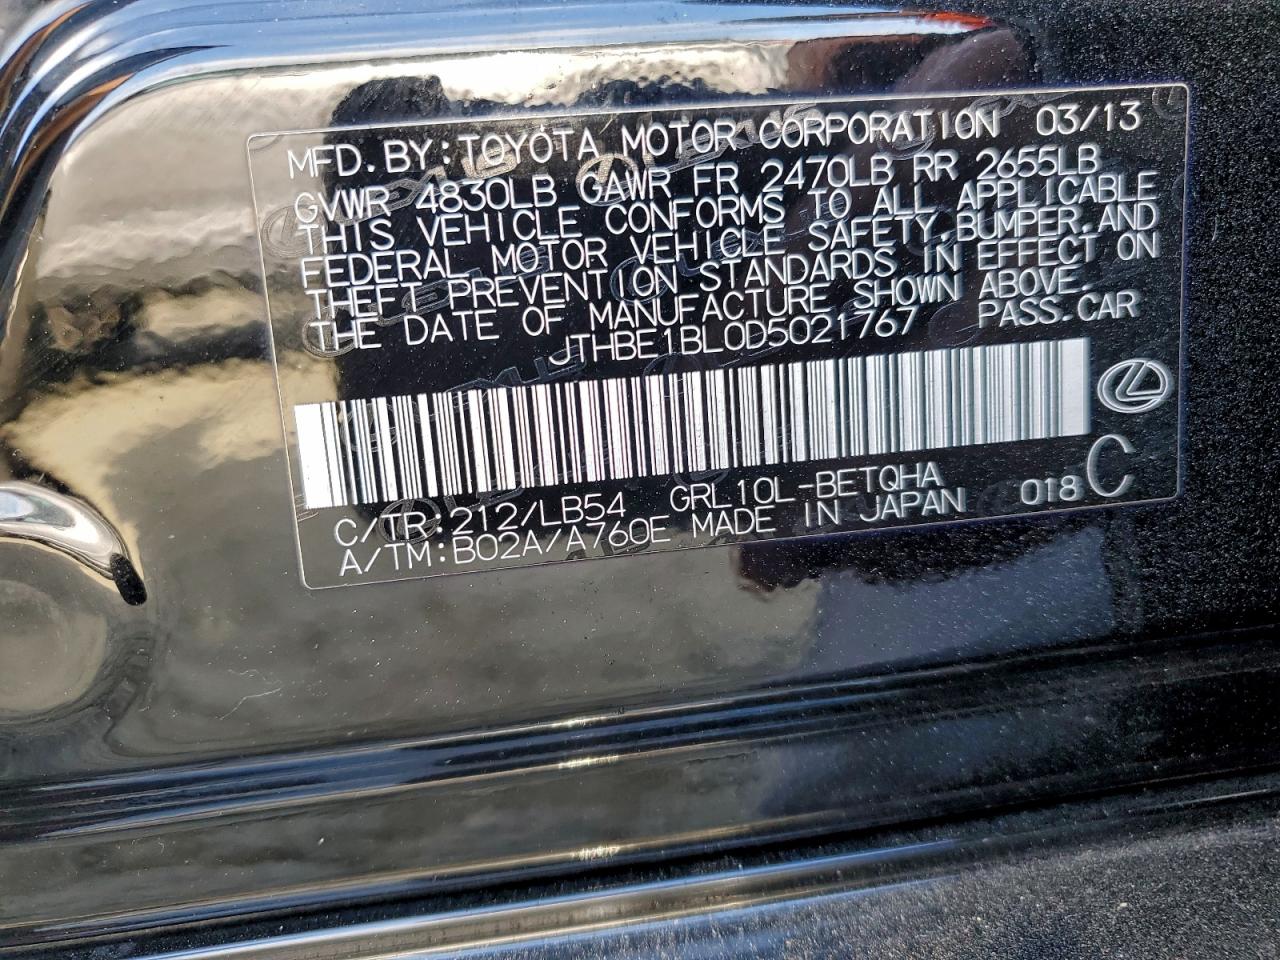 MFD.BY:TOYOTA MOTOR CORPORATION 03/13
GVWR 4830LB GAWR FR 2470LB RR 2655LB
THIS VEHICLE CONFORMS TO ALL APPLICABLE
FEDERAL MOTOR VEHICLE SAFETY,BUMPER,AND
THEFT PREVENTION STANDARDS IN EFFECT ON
THE DATE OF MANUFACTURE SHOWN ABOVE.
JTHBE1BL0D5021767 PASS.CAR
C/TR:212/LB54 GRL10L-BETQHA
A/TM:B02A/A760E MADE IN JAPAN 018 C